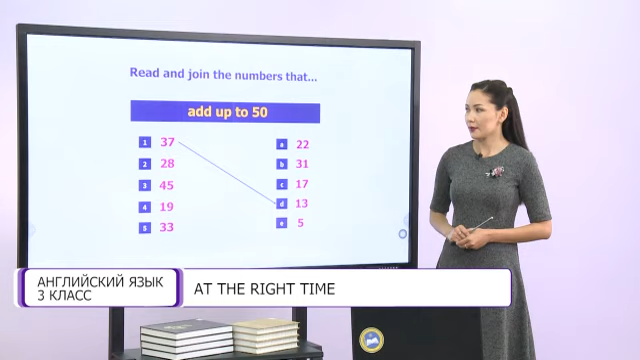 Read and join the numbers that...
add up to 50
1 37 a 22
2 28 b 31
3 45 c 17
4 19 d 13
5 33 e 5
АНГЛИЙСКИЙ ЯЗЫК
3 КЛАСС
AT THE RIGHT TIME